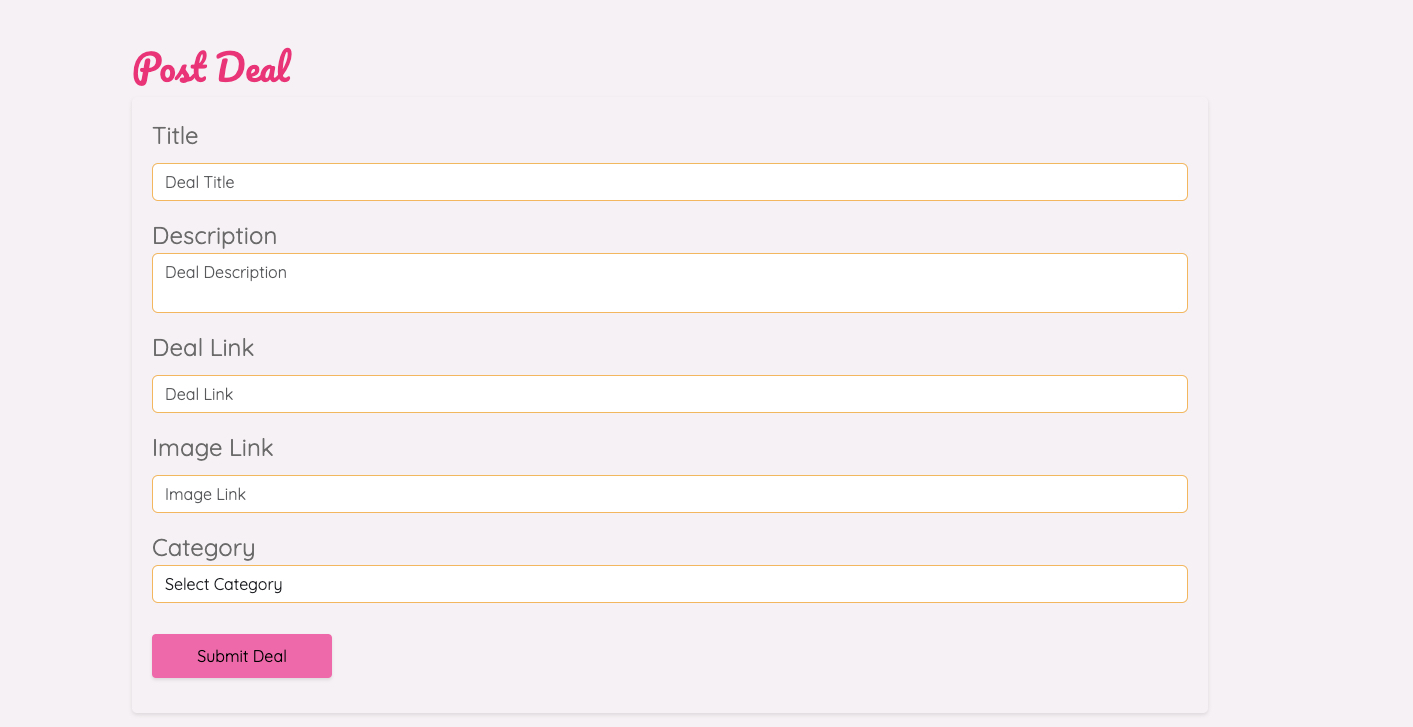 Post Deal
Title
Deal Title
Description
Deal Description
Deal Link
Deal Link
Image Link
Image Link
Category
Select Category
Submit Deal